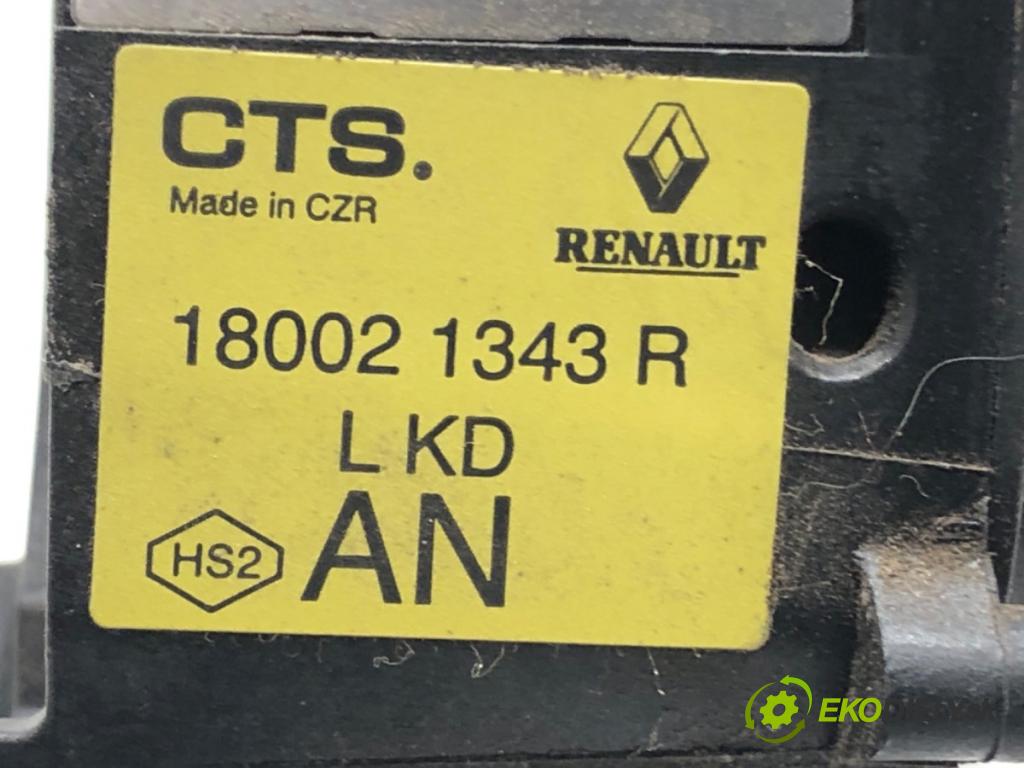 CTS.
Made in CZR
RENAULT
18002 1343 R
L KD
HS2
AN
EKO